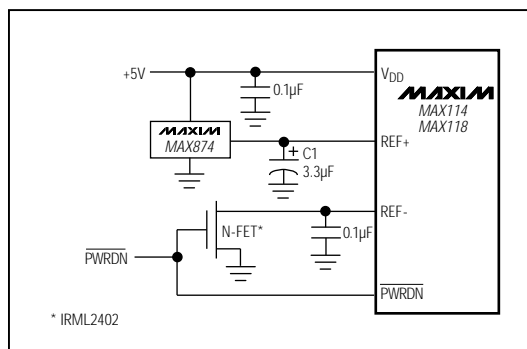 +5V
0.1µF
VDD
MAXIM
MAX114
MAX118
MAXIM
MAX874
REF+
+
C1
3.3µF
REF-
N-FET*
0.1µF
PWRDN
PWRDN
* IRML2402